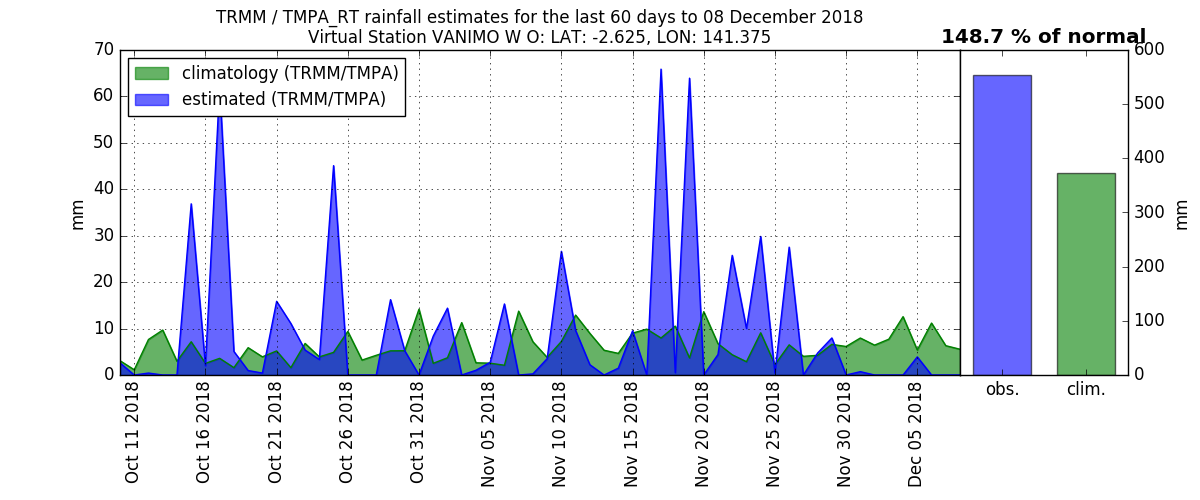 TRMM / TMPA_RT rainfall estimates for the last 60 days to 08 December 2018
Virtual Station VANIMO W O: LAT: -2.625, LON: 141.375
148.7 % of normal
climatology (TRMM/TMPA)
estimated (TRMM/TMPA)
70
60
50
40
30
20
10
0
mm
Oct 11 2018
Oct 16 2018
Oct 21 2018
Oct 26 2018
Oct 31 2018
Nov 05 2018
Nov 10 2018
Nov 15 2018
Nov 20 2018
Nov 25 2018
Nov 30 2018
Dec 05 2018
obs.
clim.
600
500
400
300
200
100
0
mm